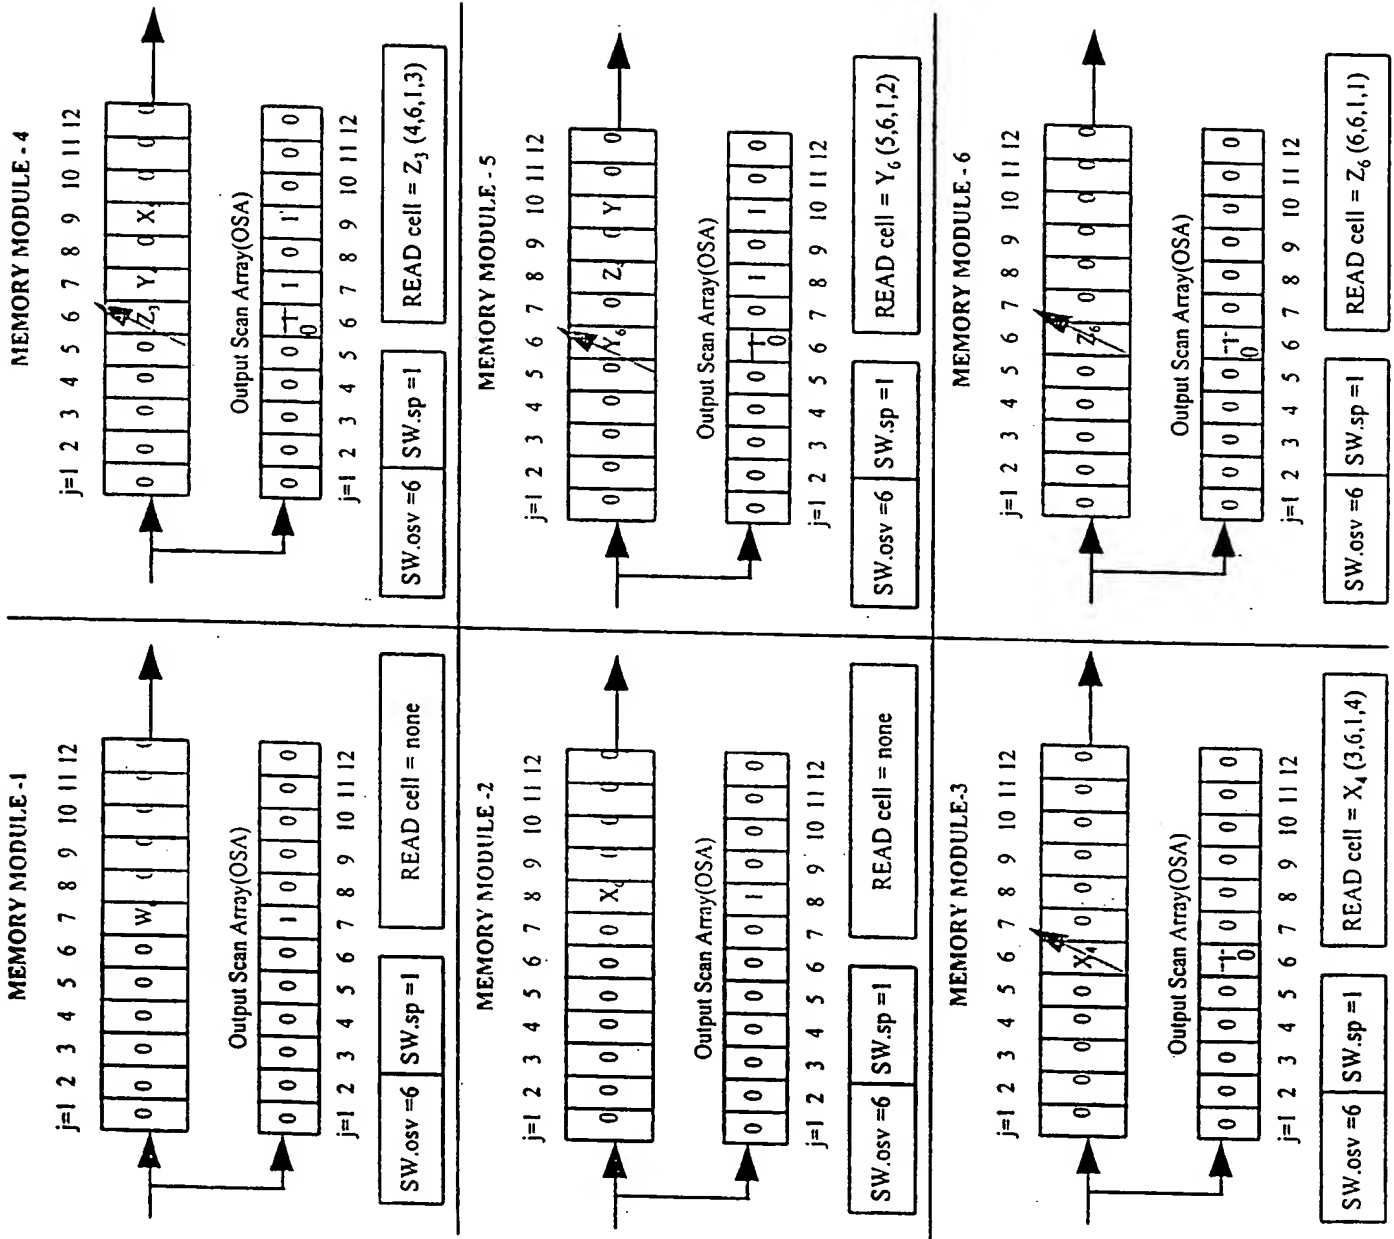 MEMORY MODULE -1
j=1 2 3 4 5 6 7 8 9 10 11 12
0 0 0 0 0 0 W
Output Scan Array(OSA)
0 0 0 0 0 0 1 0 0 0 0 0
j=1 2 3 4 5 6 7 8 9 10 11 12
SW.osv =6 SW.sp =1 READ cell = none
MEMORY MODULE - 4
j=1 2 3 4 5 6 7 8 9 10 11 12
0 0 0 0 0 Z3 Y 0 X 0 0 0
Output Scan Array(OSA)
0 0 0 0 0 1 1 0 1 0 0 0
0
j=1 2 3 4 5 6 7 8 9 10 11 12
SW.osv =6 SW.sp =1 READ cell = Z3 (4,6,1,3)
MEMORY MODULE -2
j=1 2 3 4 5 6 7 8 9 10 11 12
0 0 0 0 0 0 0 X 0 0 0 0
Output Scan Array(OSA)
0 0 0 0 0 0 0 1 0 0 0 0
j=1 2 3 4 5 6 7 8 9 10 11 12
SW.osv =6 SW.sp =1 READ cell = none
MEMORY MODULE - 5
j=1 2 3 4 5 6 7 8 9 10 11 12
0 0 0 0 0 Y6 0 Z 0 Y 0 0
Output Scan Array(OSA)
0 0 0 0 0 1 0 1 0 1 0 0
0
j=1 2 3 4 5 6 7 8 9 10 11 12
SW.osv =6 SW.sp =1 READ cell = Y6 (5,6,1,2)
MEMORY MODULE-3
j=1 2 3 4 5 6 7 8 9 10 11 12
0 0 0 0 0 X4 0 0 0 0 0 0
Output Scan Array(OSA)
0 0 0 0 0 1 0 0 0 0 0 0
0
j=1 2 3 4 5 6 7 8 9 10 11 12
SW.osv =6 SW.sp =1 READ cell = X4 (3,6,1,4)
MEMORY MODULE - 6
j=1 2 3 4 5 6 7 8 9 10 11 12
0 0 0 0 0 Z6 0 0 0 0 0 0
Output Scan Array(OSA)
0 0 0 0 0 1 0 0 0 0 0 0
0
j=1 2 3 4 5 6 7 8 9 10 11 12
SW.osv =6 SW.sp =1 READ cell = Z6 (6,6,1,1)